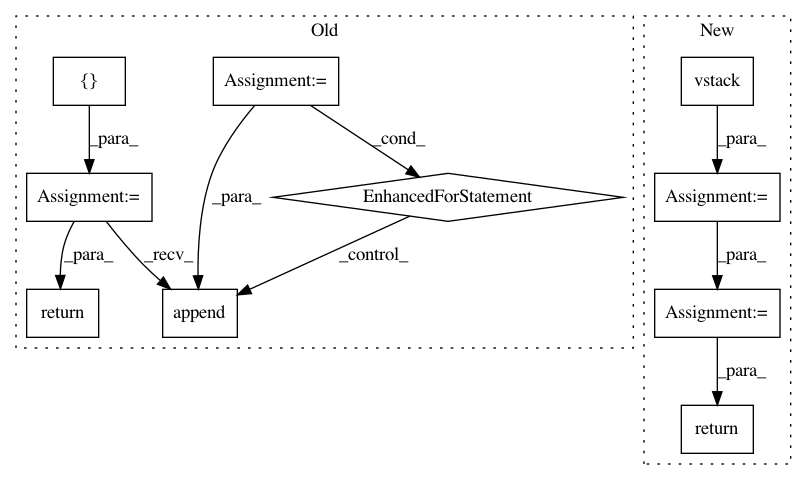 Old
New
{}
Assignment:=
vstack
_para_
_cond_
_para_
Assignment:=
_para_
EnhancedForStatement
Assignment:=
_para_
_recv_
_control_
_para_
return
append
Assignment:=
_para_
return